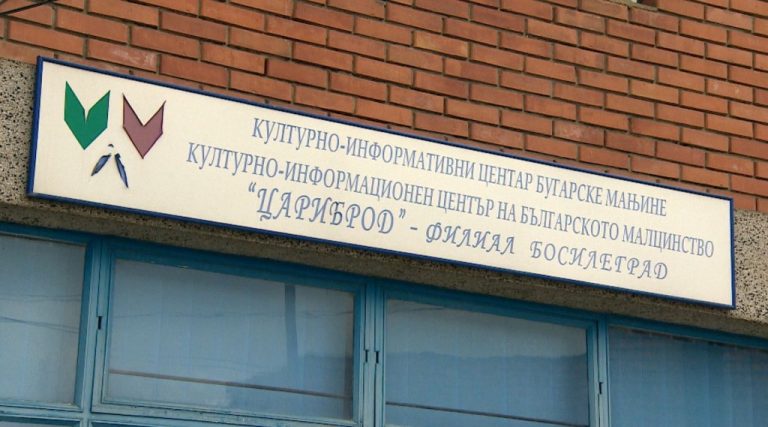 КУЛТУРНО-ИНФОРМАТИВНИ ЦЕНТАР БУГАРСКЕ МАЊИНЕ
КУЛТУРНО-ИНФОРМАЦИОНЕН ЦЕНТЪР НА БЪЛГАРСКОТО МАЛЦИНСТВО
“ЦАРИБРОД” - ФИЛИАЛ БОСИЛЕГРАД